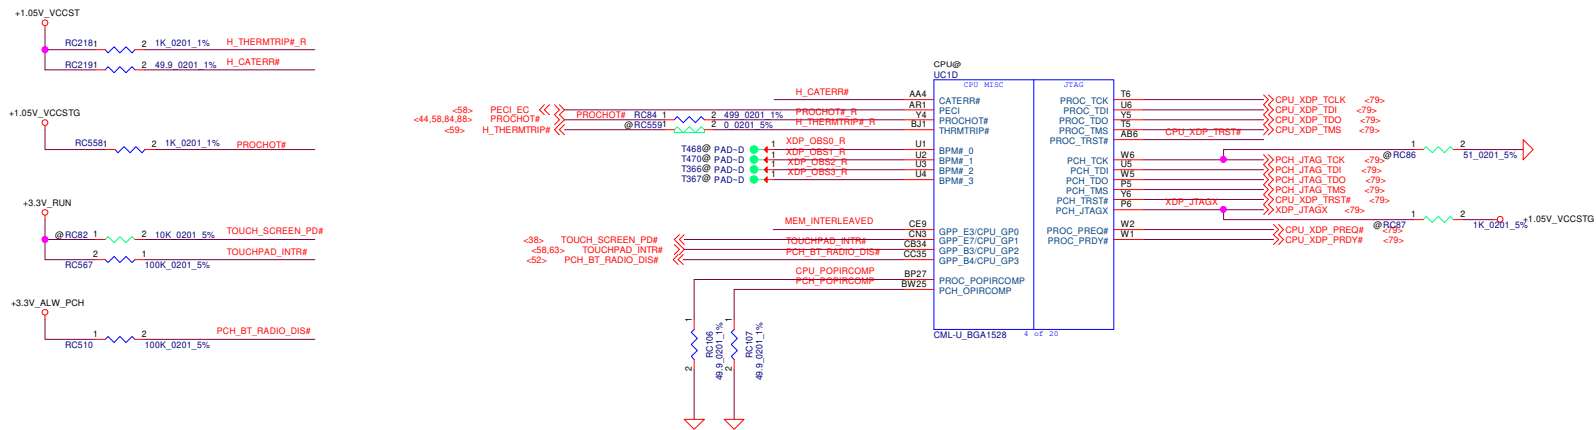 +1.05V_VCCST
RC218 1 2 1K_0201_1% H_THERMTRIP#_R
RC219 1 2 49.9_0201_1% H_CATERR#
+1.05V_VCCSTG
RC558 1 2 1K_0201_1% PROCHOT#
+3.3V_RUN
@RC82 1 2 10K_0201_5% TOUCH_SCREEN_PD#
RC567 2 1 100K_0201_5% TOUCHPAD_INTR#
+3.3V_ALW_PCH
RC510 1 2 100K_0201_5% PCH_BT_RADIO_DIS#
CPU@
UC1D
CPU MISC JTAG
H_CATERR# AA4 CATERR#
<58> PECI_EC AR1 PECI
<44,58,84,88> PROCHOT# PROCHOT# RC84 1 2 499_0201_1% PROCHOT#_R Y4 PROCHOT#
<59> H_THERMTRIP# @RC559 1 2 0_0201_5% H_THERMTRIP#_R BJ1 THRMTRIP#
T468@ PAD~D 1 XDP_OBS0_R U1 BPM#_0
T470@ PAD~D 1 XDP_OBS1_R U2 BPM#_1
T366@ PAD~D 1 XDP_OBS2_R U3 BPM#_2
T367@ PAD~D 1 XDP_OBS3_R U4 BPM#_3
MEM_INTERLEAVED CE9 GPP_E3/CPU_GP0
<38> TOUCH_SCREEN_PD# CN3 GPP_E7/CPU_GP1
<58,63> TOUCHPAD_INTR# TOUCHPAD_INTR# CB34 GPP_B3/CPU_GP2
<52> PCH_BT_RADIO_DIS# PCH_BT_RADIO_DIS# CC35 GPP_B4/CPU_GP3
CPU_POPIRCOMP BP27 PROC_POPIRCOMP
PCH_POPIRCOMP BW25 PCH_OPIRCOMP
1 RC106 49.9_0201_1% 2
1 RC107 49.9_0201_1% 2
PROC_TCK T6 CPU_XDP_TCLK <79>
PROC_TDI U6 CPU_XDP_TDI <79>
PROC_TDO Y5 CPU_XDP_TDO <79>
PROC_TMS T5 CPU_XDP_TMS <79>
PROC_TRST# AB6 CPU_XDP_TRST#
@RC86 1 2 51_0201_5%
PCH_TCK W6 PCH_JTAG_TCK <79>
PCH_TDI U5 PCH_JTAG_TDI <79>
PCH_TDO W5 PCH_JTAG_TDO <79>
PCH_TMS P5 PCH_JTAG_TMS <79>
PCH_TRST# Y6 CPU_XDP_TRST# <79>
PCH_JTAGX P6 XDP_JTAGX XDP_JTAGX <79>
@RC87 1 2 1K_0201_5% +1.05V_VCCSTG
PROC_PREQ# W2 CPU_XDP_PREQ# <79>
PROC_PRDY# W1 CPU_XDP_PRDY# <79>
CML-U_BGA1528 4 of 20